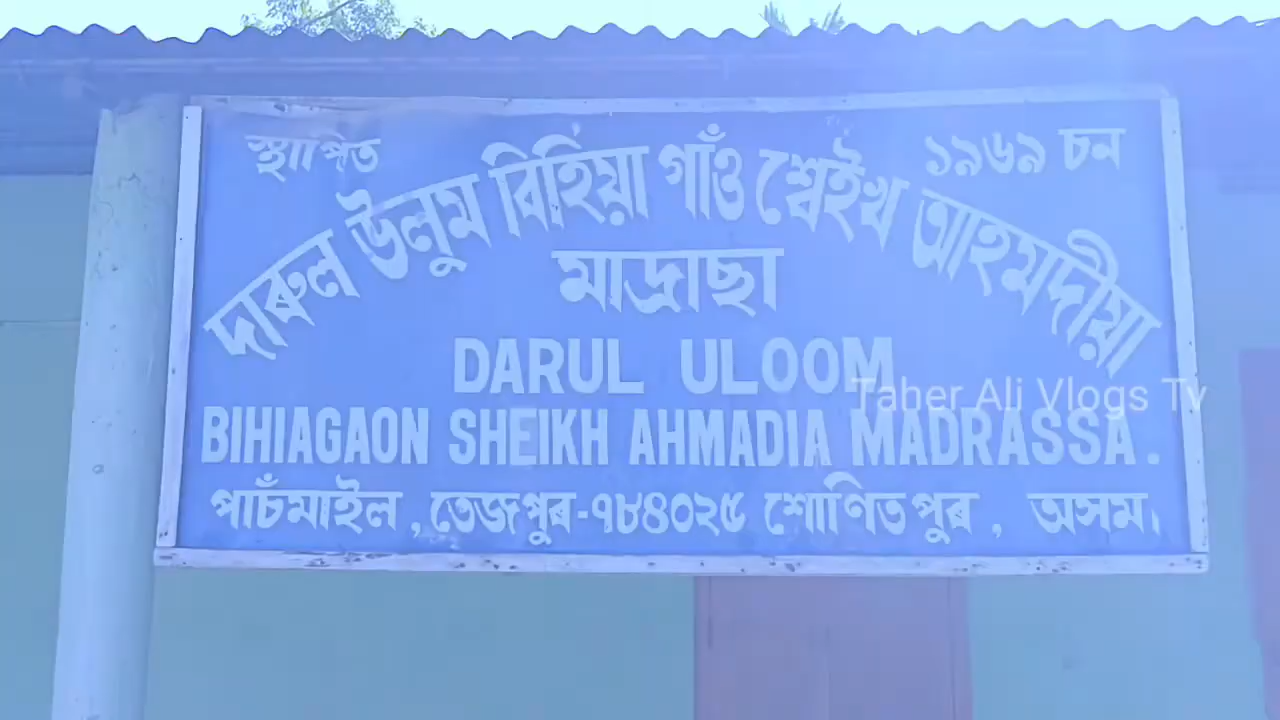 স্থাপিত ১৯৬৯ চন
দাৰুল উলুম বিহিয়া গাঁও শ্বেইখ আহমদীয়া
মাদ্ৰাছা
DARUL ULOOM
Taher Ali Vlogs Tv
BIHIAGAON SHEIKH AHMADIA MADRASSA.
পাচঁমাইল, তেজপুৰ-৭৮৪০২৫ শোণিতপুৰ, অসম।